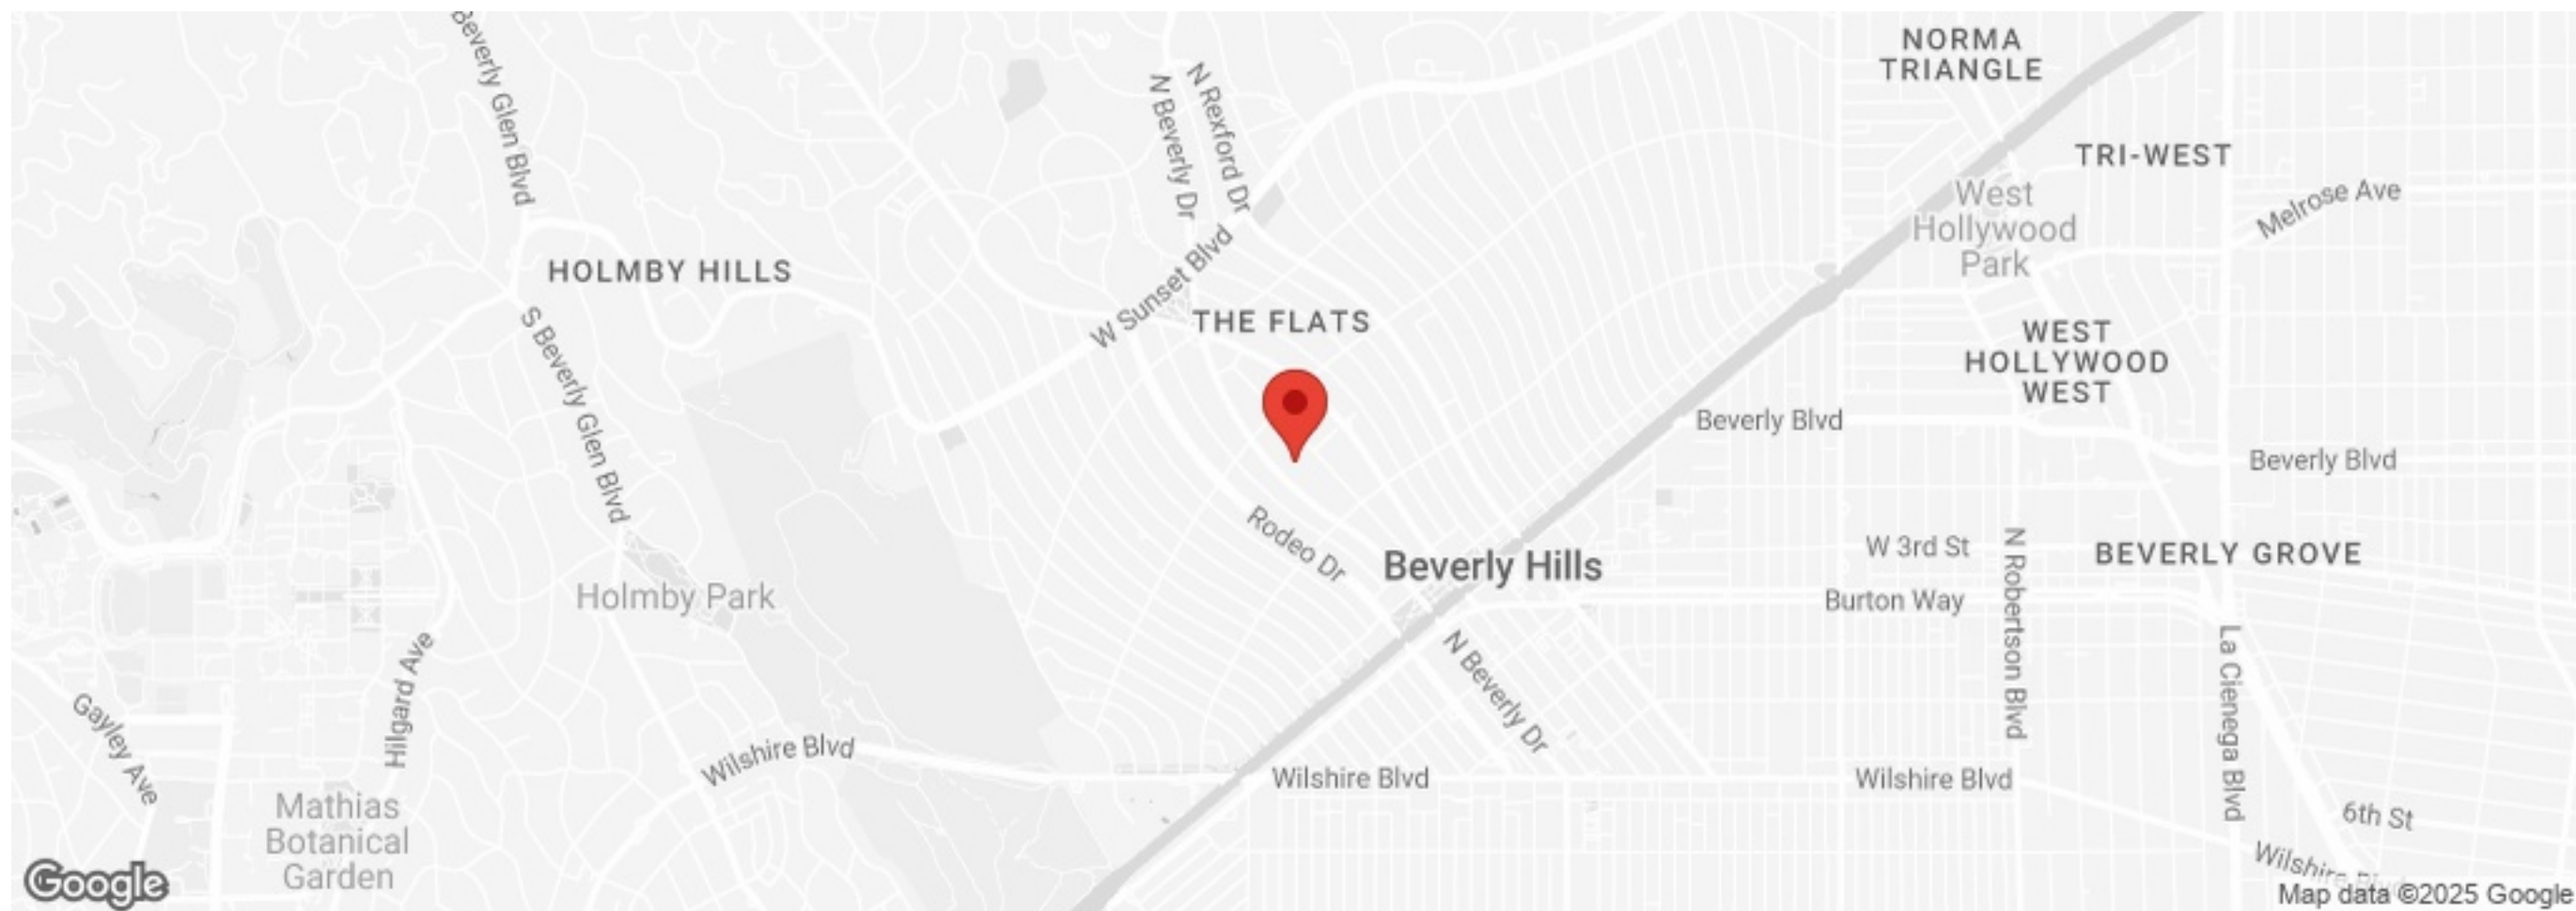 Beverly Glen Blvd
N Beverly Dr
N Rexford Dr
NORMA
TRIANGLE
TRI-WEST
West
Hollywood
Park
Melrose Ave
HOLMBY HILLS
W Sunset Blvd
THE FLATS
S Beverly Glen Blvd
WEST
HOLLYWOOD
WEST
Beverly Blvd
Beverly Blvd
Rodeo Dr
Beverly Hills
W 3rd St
N Robertson Blvd
BEVERLY GROVE
Holmby Park
Burton Way
Hilgard Ave
N Beverly Dr
La Cienega Blvd
Gayley Ave
Wilshire Blvd
Wilshire Blvd
Wilshire Blvd
Mathias
Botanical
Garden
6th St
Wilshire
Google
Map data ©2025 Google